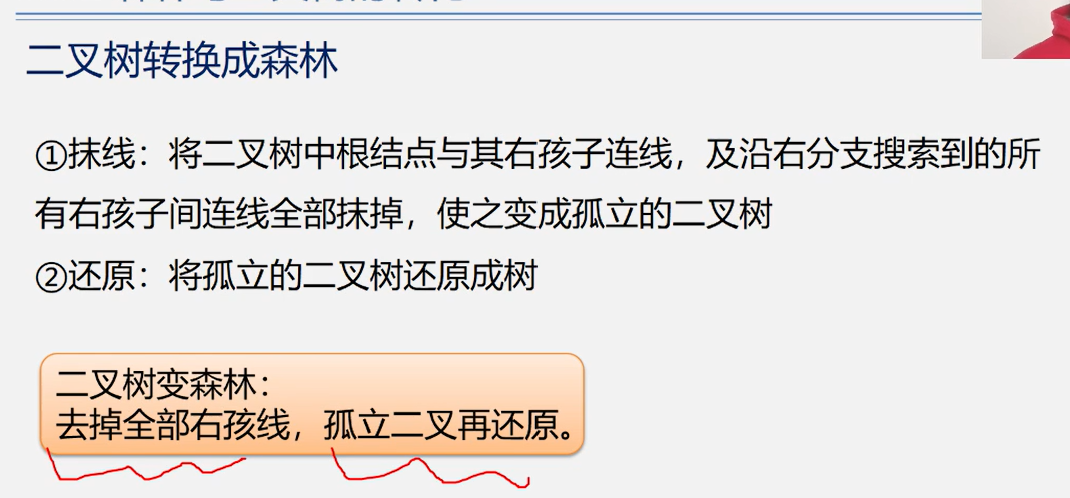 二叉树转换成森林
①抹线：将二叉树中根结点与其右孩子连线，及沿右分支搜索到的所
有右孩子间连线全部抹掉，使之变成孤立的二叉树
②还原：将孤立的二叉树还原成树
二叉树变森林：
去掉全部右孩线，孤立二叉再还原。